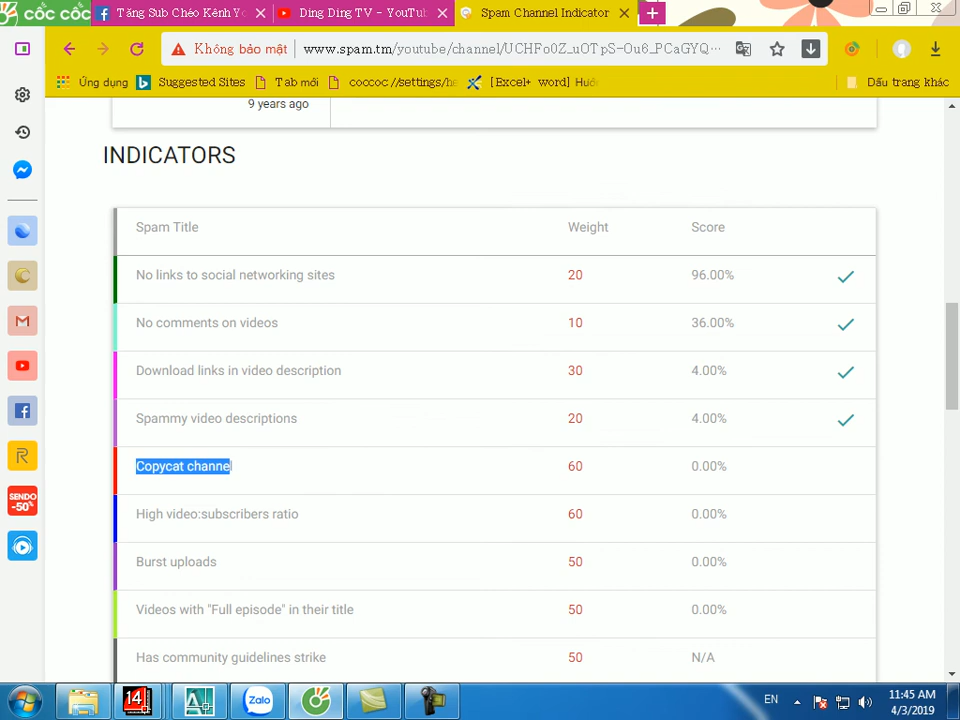 cốc cốc
Tăng Sub Chéo Kênh Y
Ding Ding TV - YouTub
Spam Channel Indicator
Không bảo mật
www.spam.tm/youtube/channel/UCHFo0Z_uOTpS-Ou6_PCaGYQ···
Ứng dụng
Suggested Sites
Tab mới
coccoc://settings/he
[Excel+ word] Hướ
Dấu trang khác
9 years ago
INDICATORS
Spam Title Weight Score
No links to social networking sites 20 96.00%
No comments on videos 10 36.00%
Download links in video description 30 4.00%
Spammy video descriptions 20 4.00%
Copycat channel 60 0.00%
High video:subscribers ratio 60 0.00%
Burst uploads 50 0.00%
Videos with "Full episode" in their title 50 0.00%
Has community guidelines strike 50 N/A
SENDO
-50%
14
Zalo
EN
11:45 AM
4/3/2019